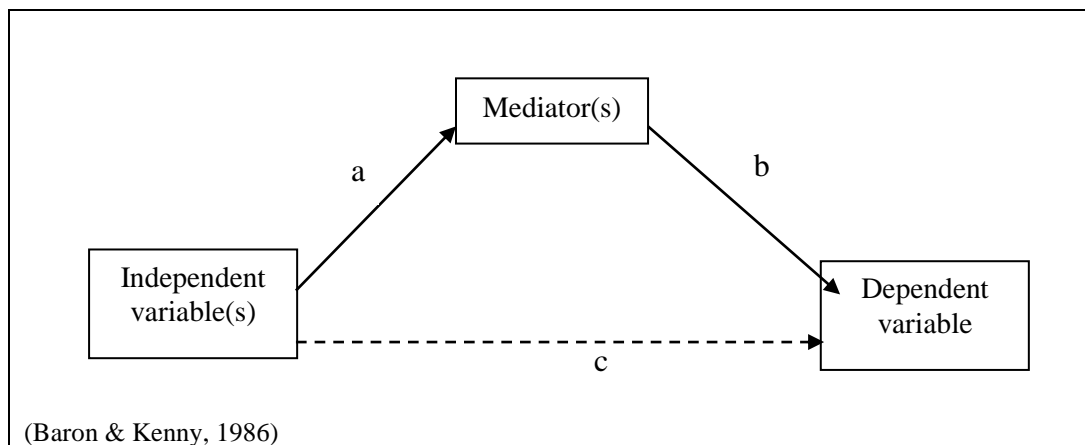 Mediator(s)
a
b
Independent
variable(s)
Dependent
variable
c
(Baron & Kenny, 1986)